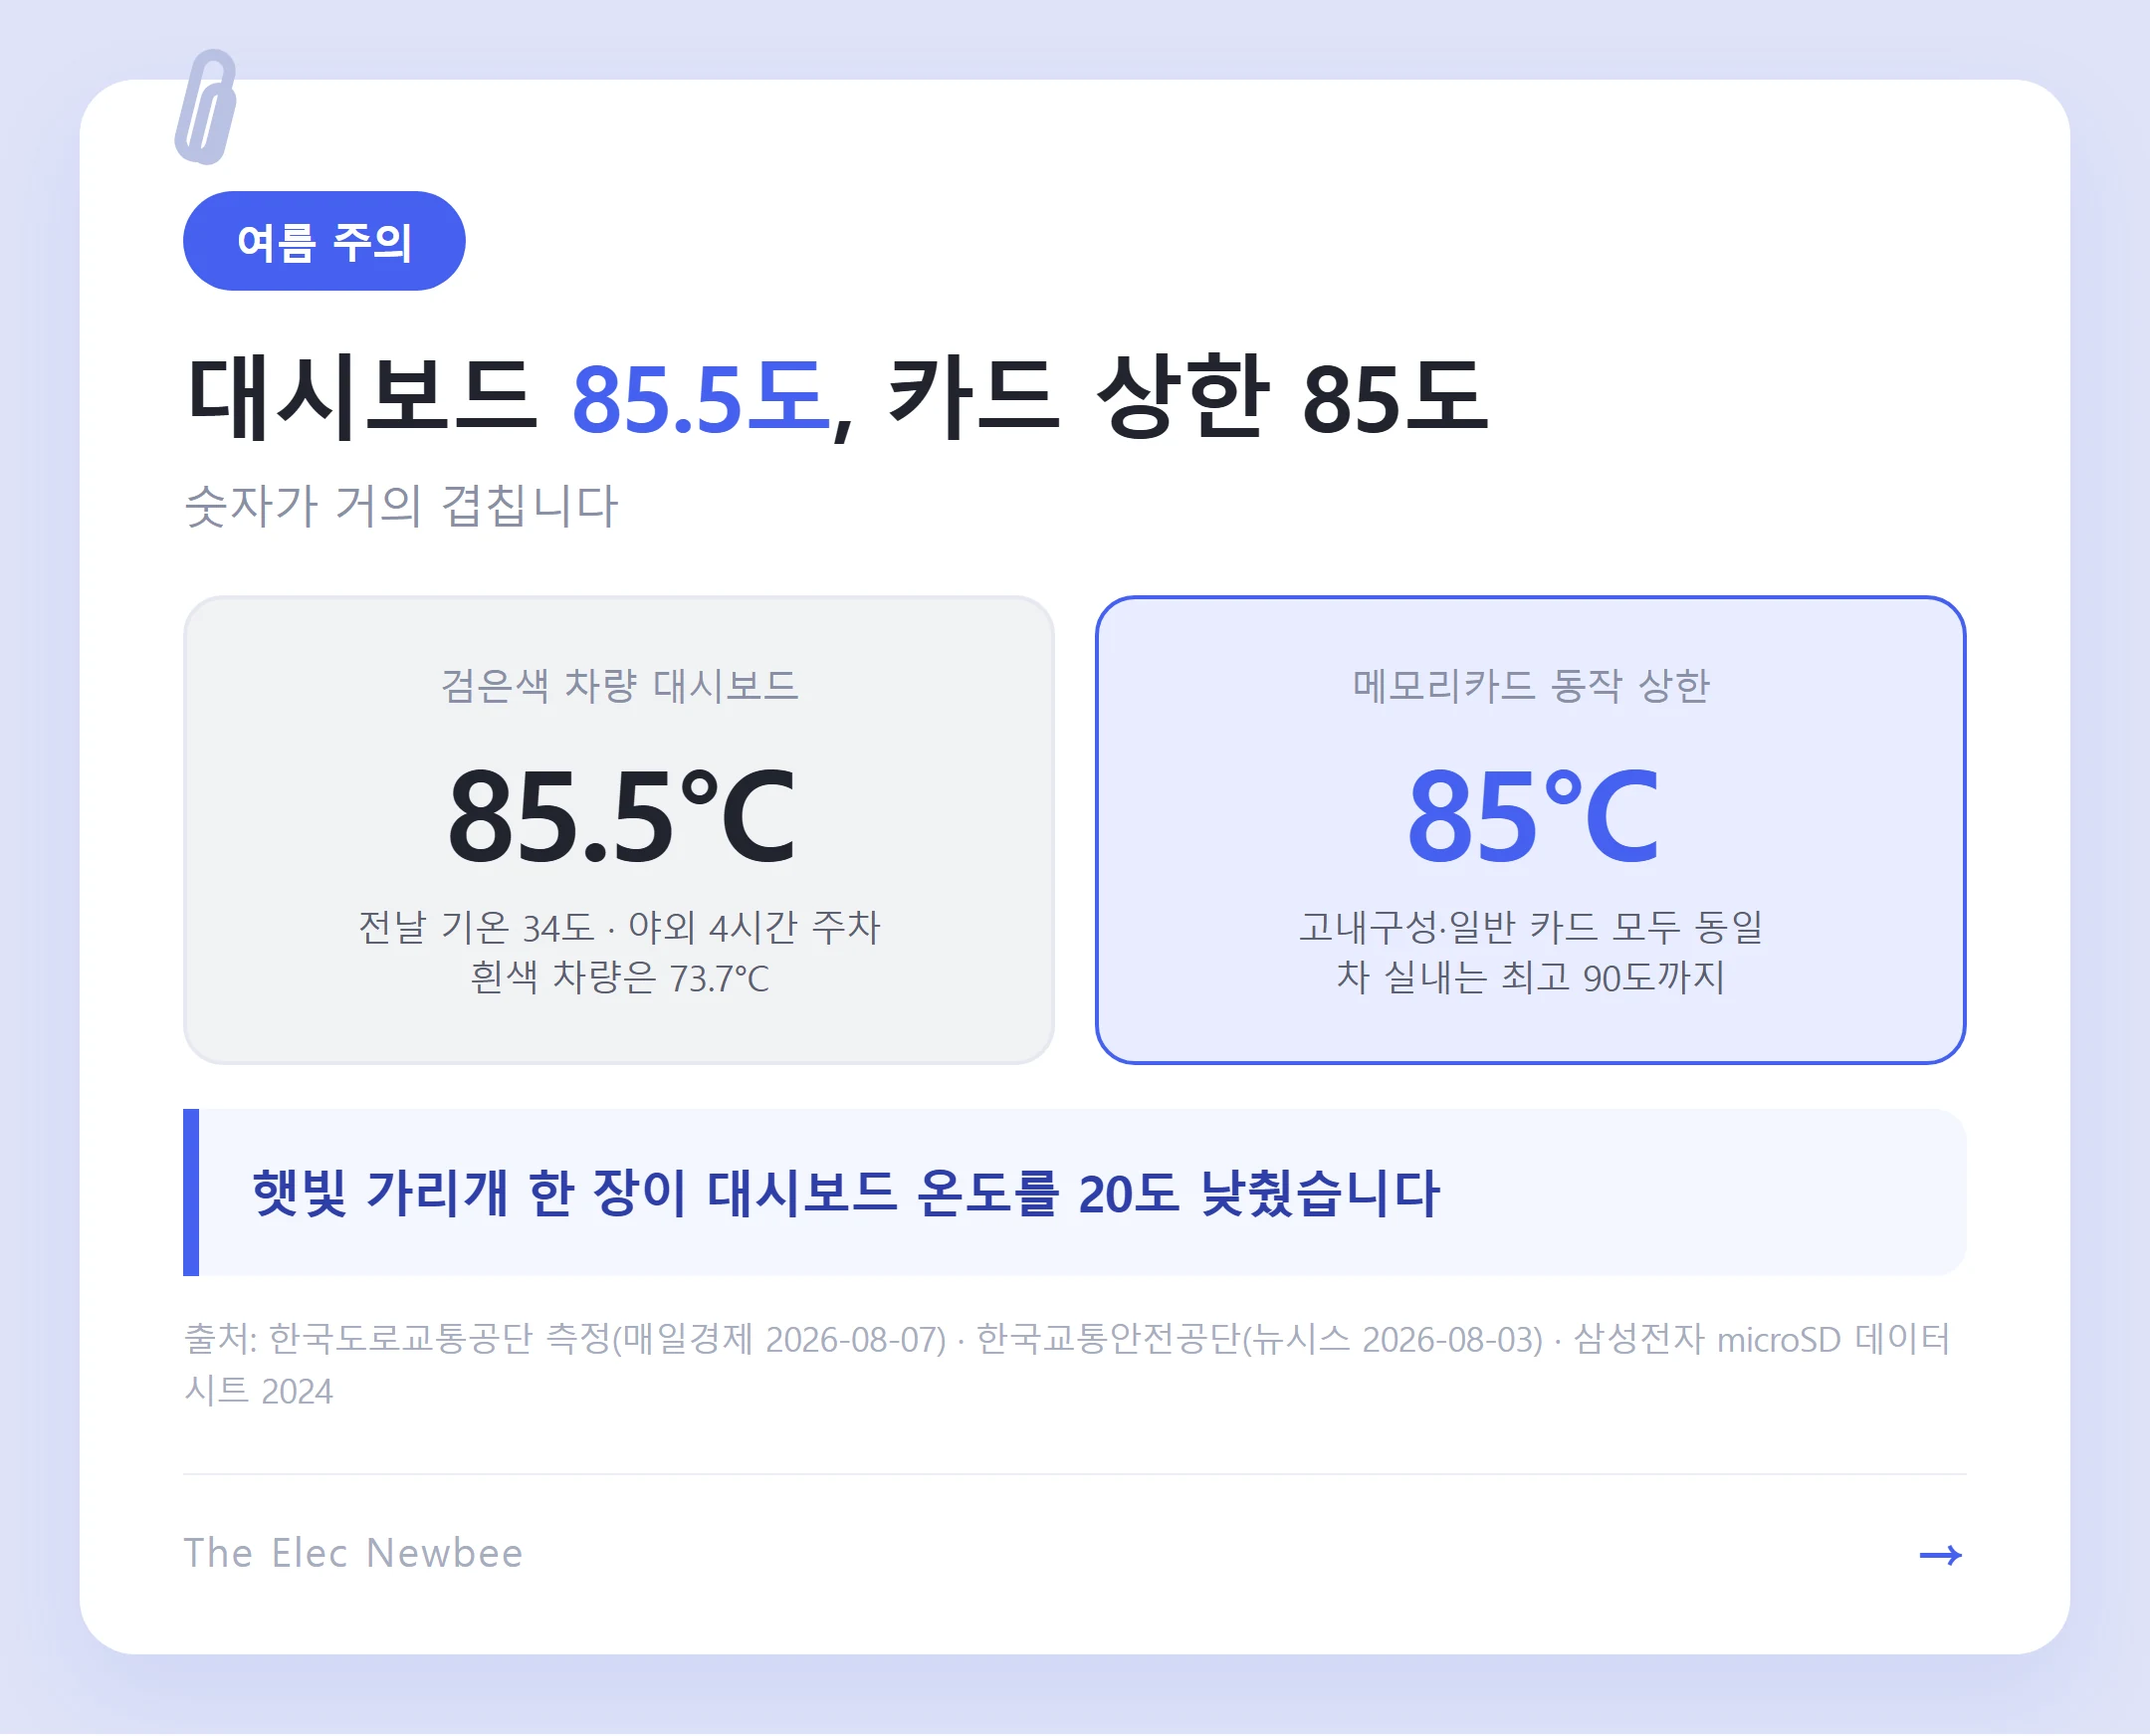 여름 주의
대시보드 85.5도, 카드 상한 85도
숫자가 거의 겹칩니다
검은색 차량 대시보드
85.5°C
전날 기온 34도 · 야외 4시간 주차
흰색 차량은 73.7°C
메모리카드 동작 상한
85°C
고내구성·일반 카드 모두 동일
차 실내는 최고 90도까지
햇빛 가리개 한 장이 대시보드 온도를 20도 낮췄습니다
출처: 한국도로교통공단 측정(매일경제 2026-08-07) · 한국교통안전공단(뉴시스 2026-08-03) · 삼성전자 microSD 데이터
시트 2024
The Elec Newbee →